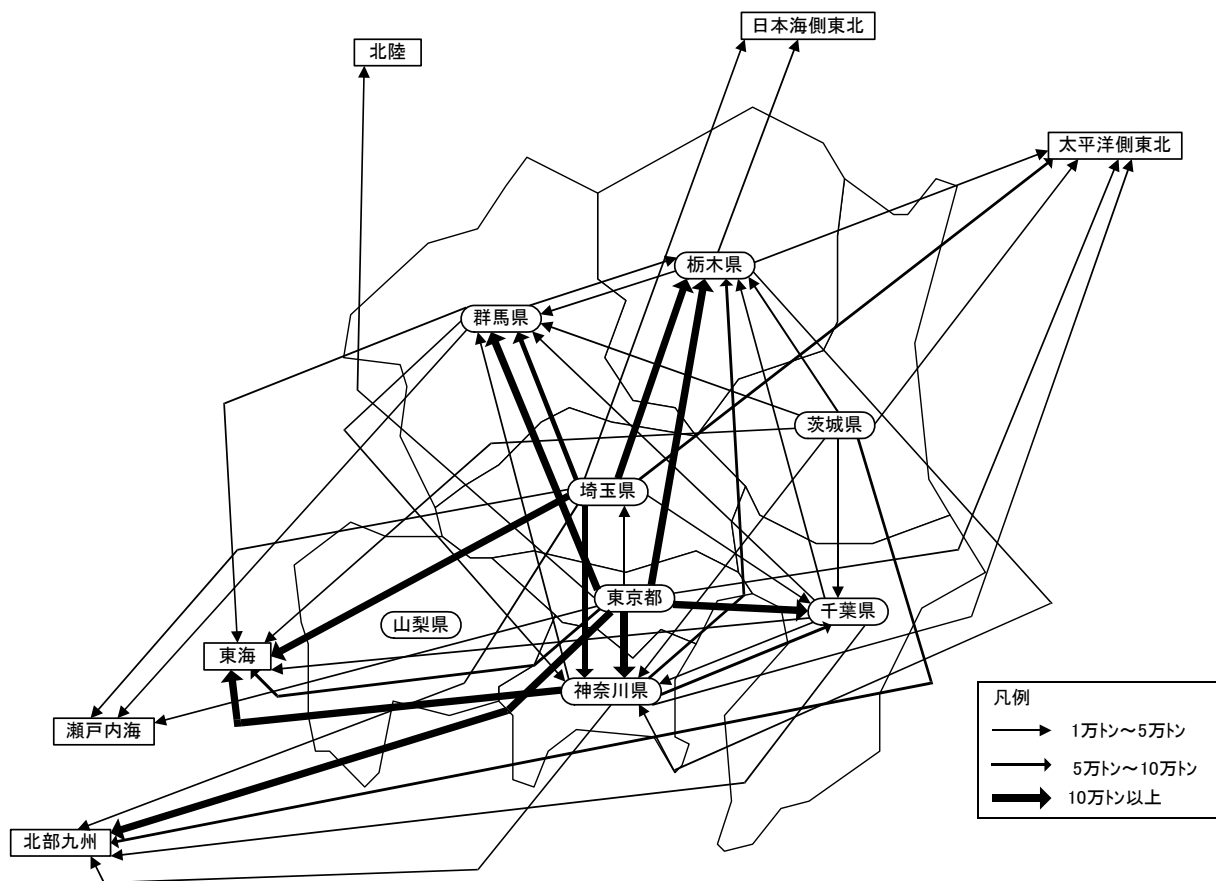 日本海側東北
北陸
太平洋側東北
栃木県
群馬県
茨城県
埼玉県
東京都
千葉県
山梨県
東海
神奈川県
瀬戸内海
北部九州
凡例
1万トン～5万トン
5万トン～10万トン
10万トン以上